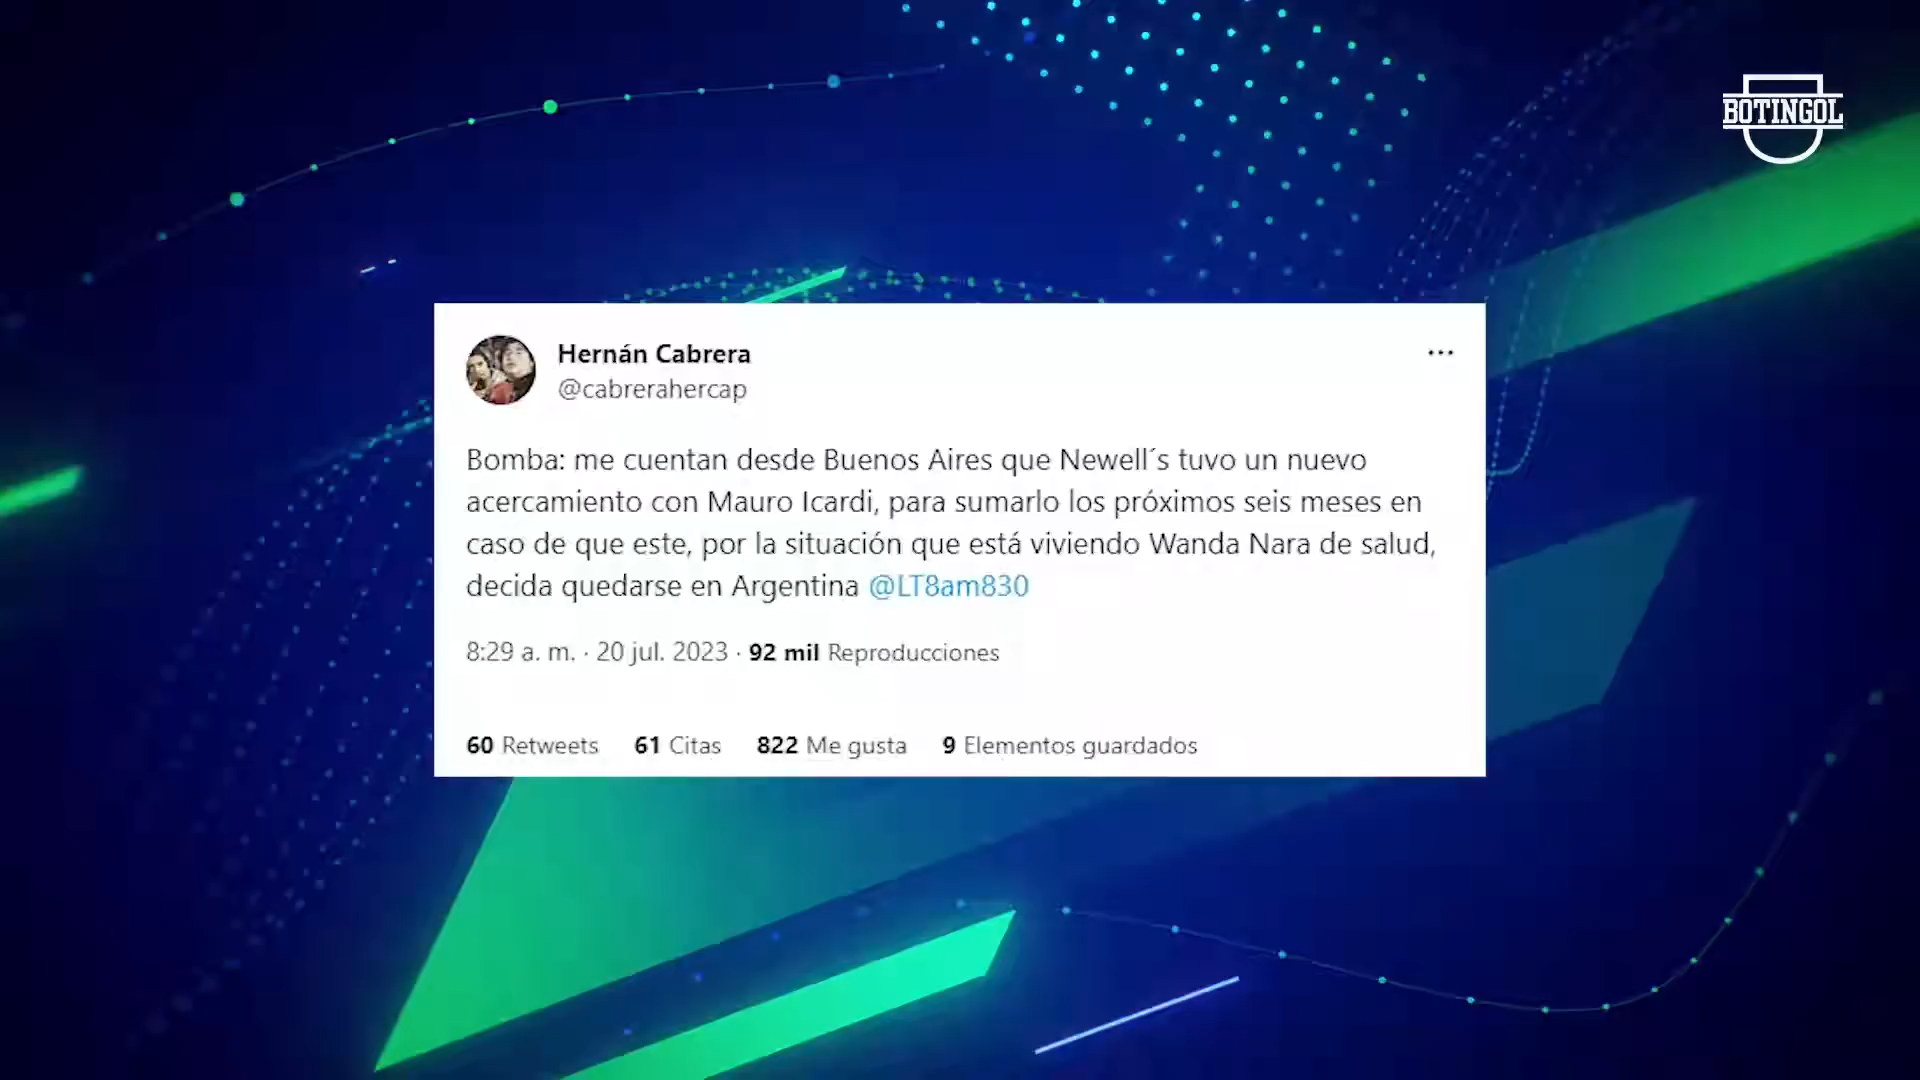 BOTINGOL
Hernán Cabrera
@cabrerahercap
Bomba: me cuentan desde Buenos Aires que Newell´s tuvo un nuevo
acercamiento con Mauro Icardi, para sumarlo los próximos seis meses en
caso de que este, por la situación que está viviendo Wanda Nara de salud,
decida quedarse en Argentina @LT8am830
8:29 a. m. · 20 jul. 2023 · 92 mil Reproducciones
60 Retweets 61 Citas 822 Me gusta 9 Elementos guardados